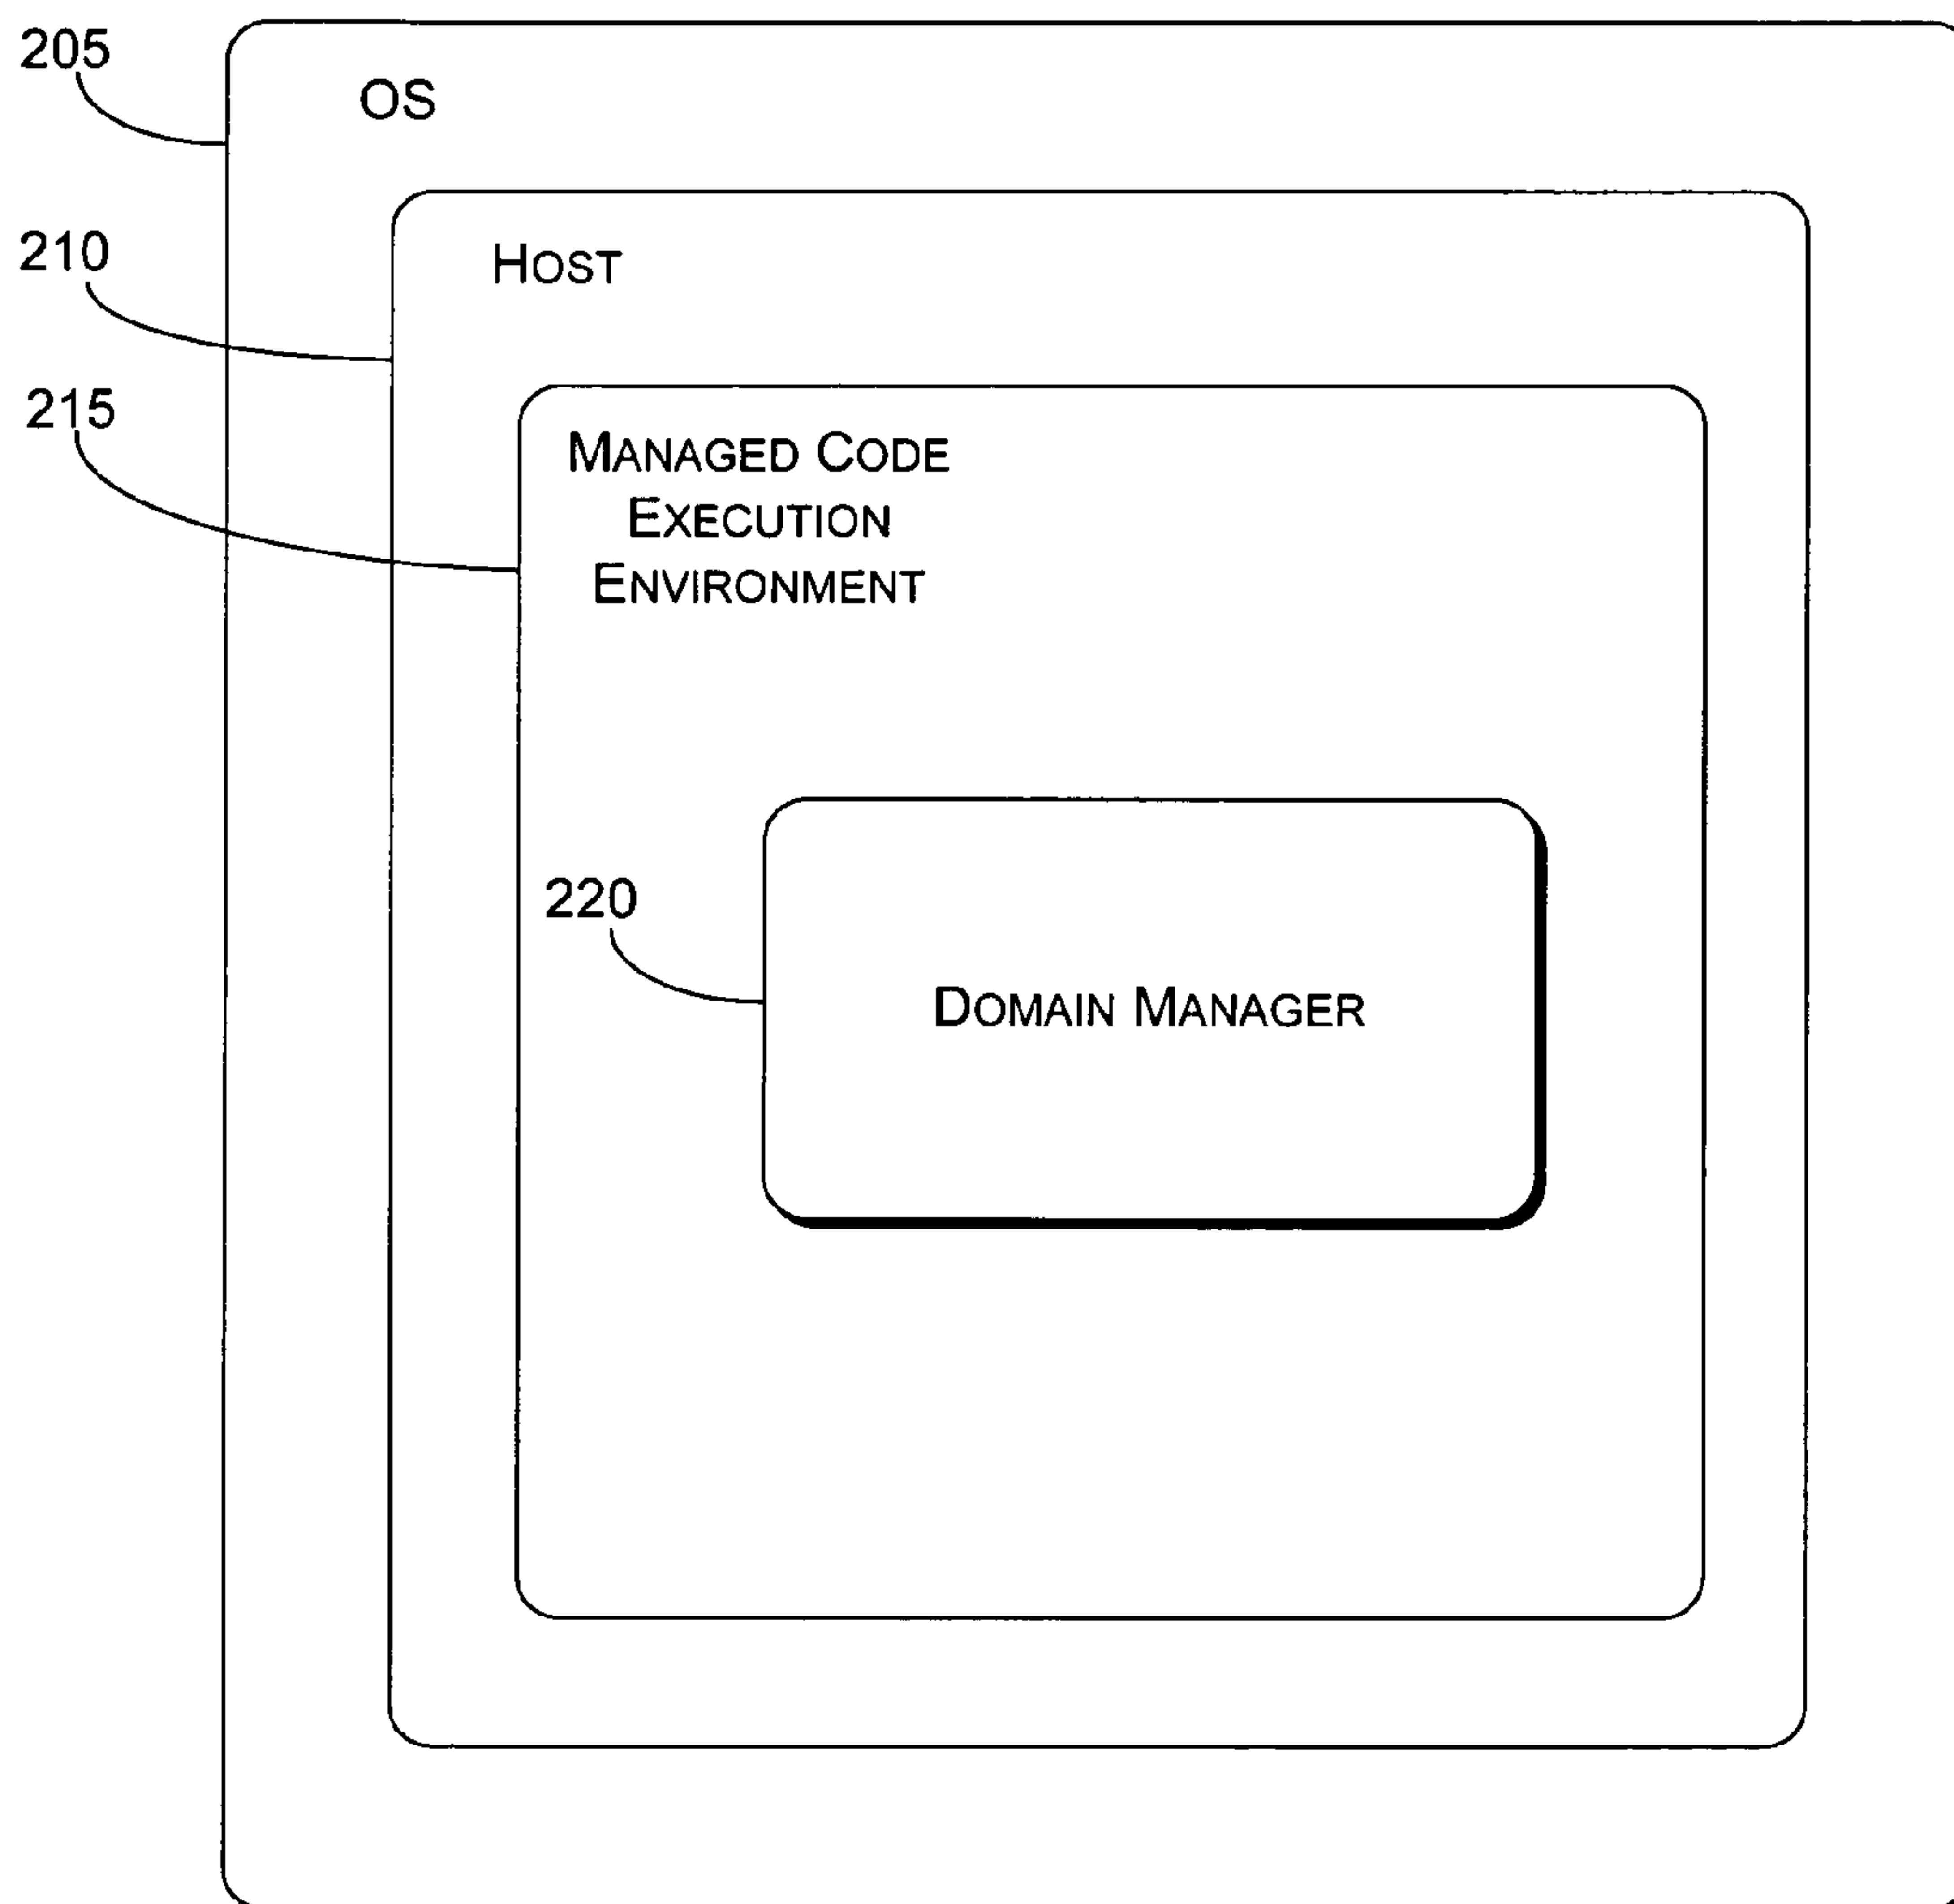 205
OS
210
HOST
215
MANAGED CODE
EXECUTION
ENVIRONMENT
220
DOMAIN MANAGER